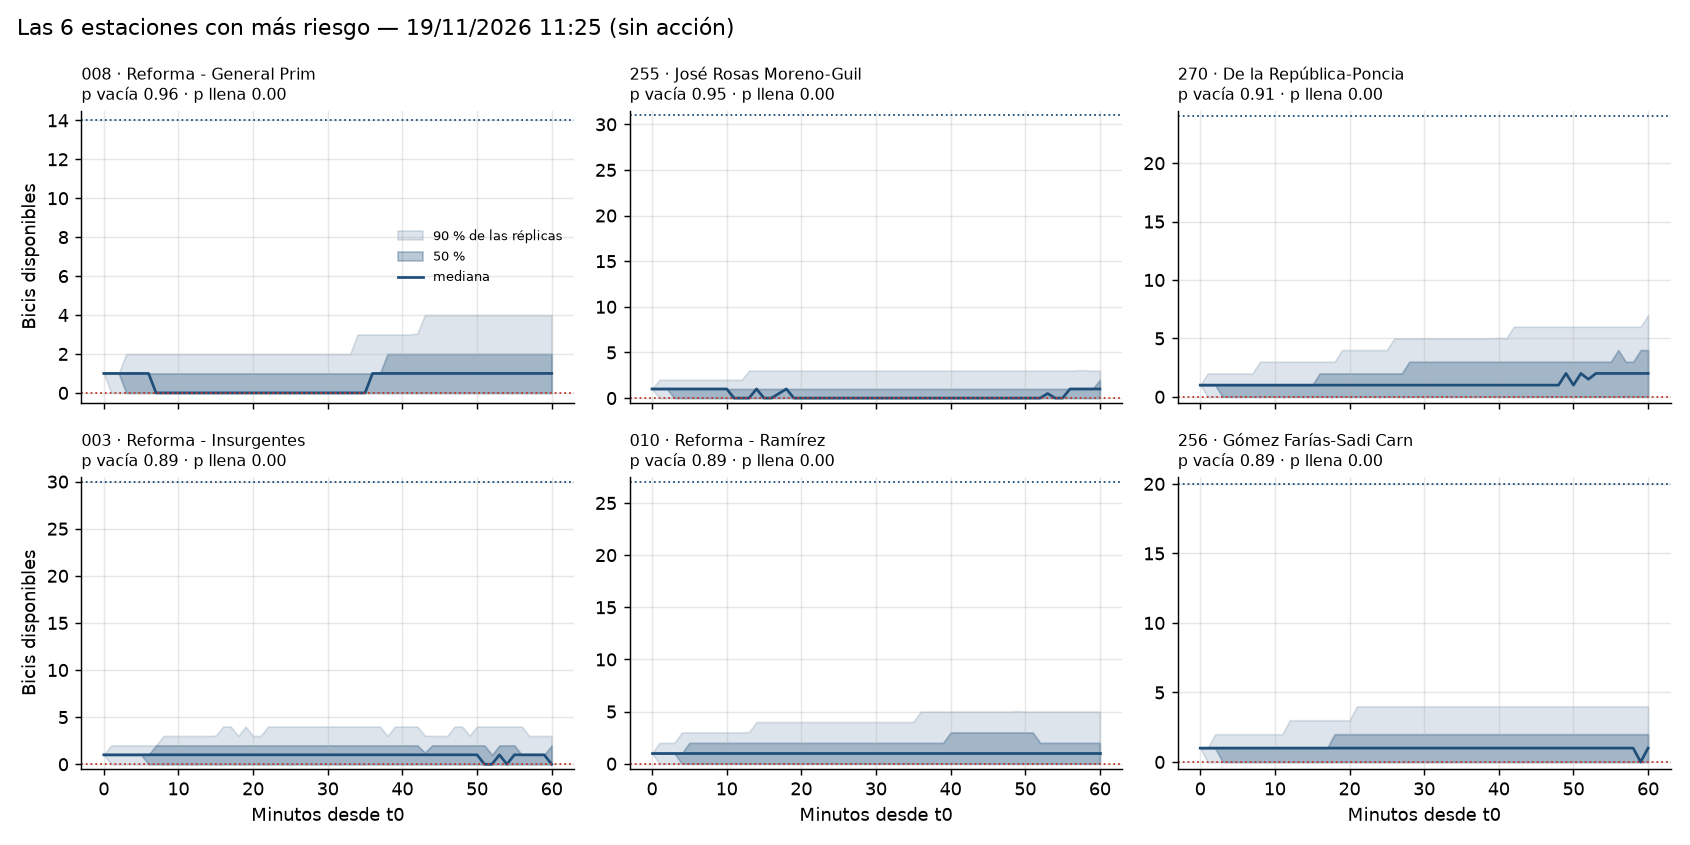 Las 6 estaciones con más riesgo — 19/11/2026 11:25 (sin acción)
008 · Reforma - General Prim
p vacía 0.96 · p llena 0.00
255 · José Rosas Moreno-Guil
p vacía 0.95 · p llena 0.00
270 · De la República-Poncia
p vacía 0.91 · p llena 0.00
Bicis disponibles
14
12
10
8
6
4
2
0
90 % de las réplicas
50 %
mediana
30
25
20
15
10
5
0
20
15
10
5
0
003 · Reforma - Insurgentes
p vacía 0.89 · p llena 0.00
010 · Reforma - Ramírez
p vacía 0.89 · p llena 0.00
256 · Gómez Farías-Sadi Carn
p vacía 0.89 · p llena 0.00
Bicis disponibles
30
25
20
15
10
5
0
0 10 20 30 40 50 60
Minutos desde t0
25
20
15
10
5
0
0 10 20 30 40 50 60
Minutos desde t0
20
15
10
5
0
0 10 20 30 40 50 60
Minutos desde t0